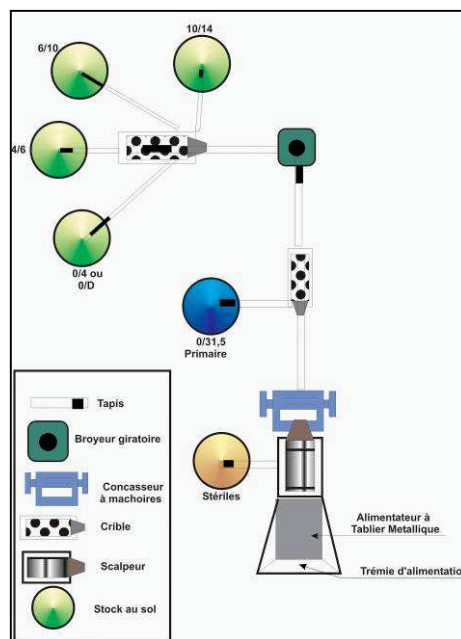 10/14
6/10
4/6
0/4 ou
0/D
0/31,5
Primaire
Stériles
Alimentateur à
Tablier Metallique
Trémie d'alimentatio
Tapis
Broyeur giratoire
Concasseur
à machoires
Crible
Scalpeur
Stock au sol